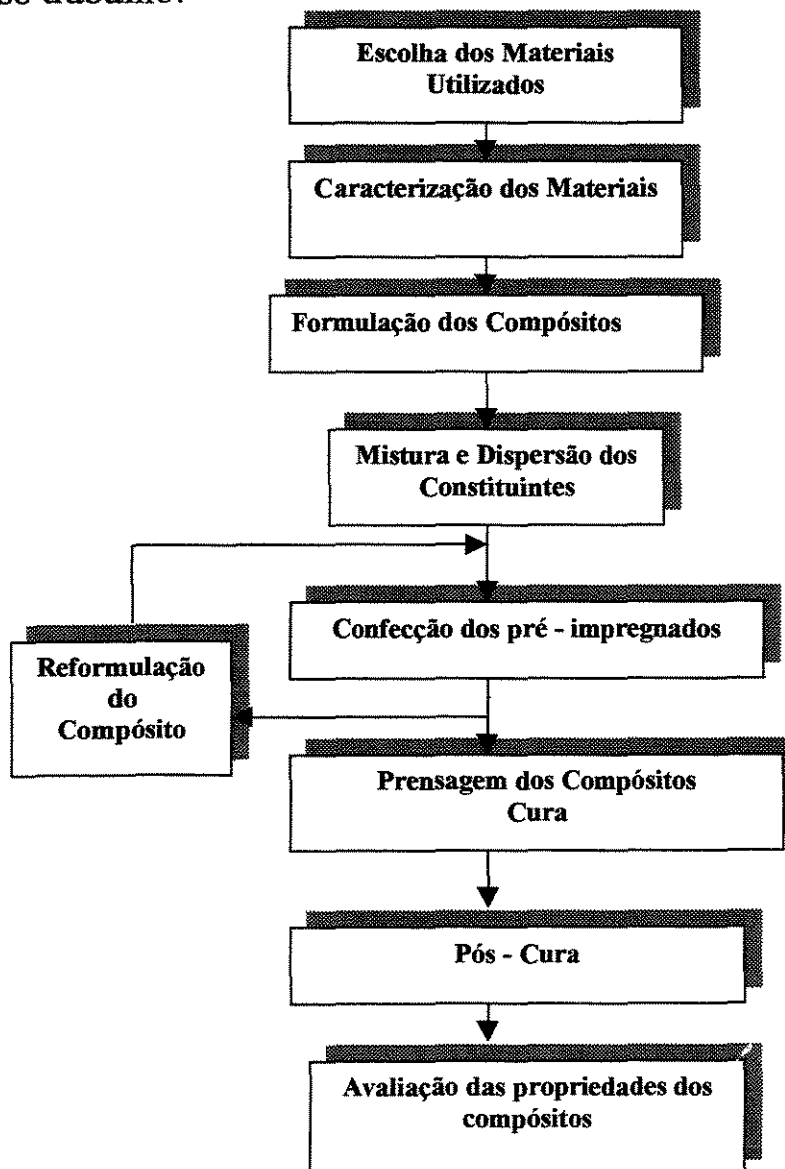 Escolha dos Materiais
Utilizados
Caracterização dos Materiais
Formulação dos Compósitos
Mistura e Dispersão dos
Constituintes
Confecção dos pré - impregnados
Reformulação
do
Compósito
Prensagem dos Compósitos
Cura
Pós - Cura
Avaliação das propriedades dos
compósitos